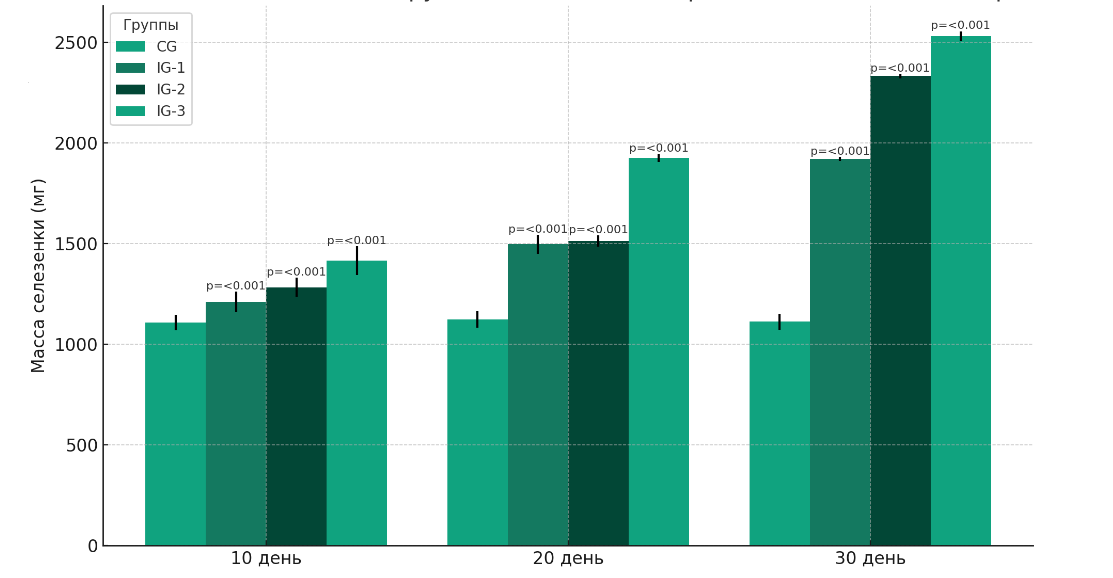 Группы
CG
IG-1
IG-2
IG-3
Масса селезенки (мг)
2500
2000
1500
1000
500
0
p=<0.001
p=<0.001
p=<0.001
p=<0.001
p=<0.001
p=<0.001
p=<0.001
p=<0.001
p=<0.001
10 день
20 день
30 день